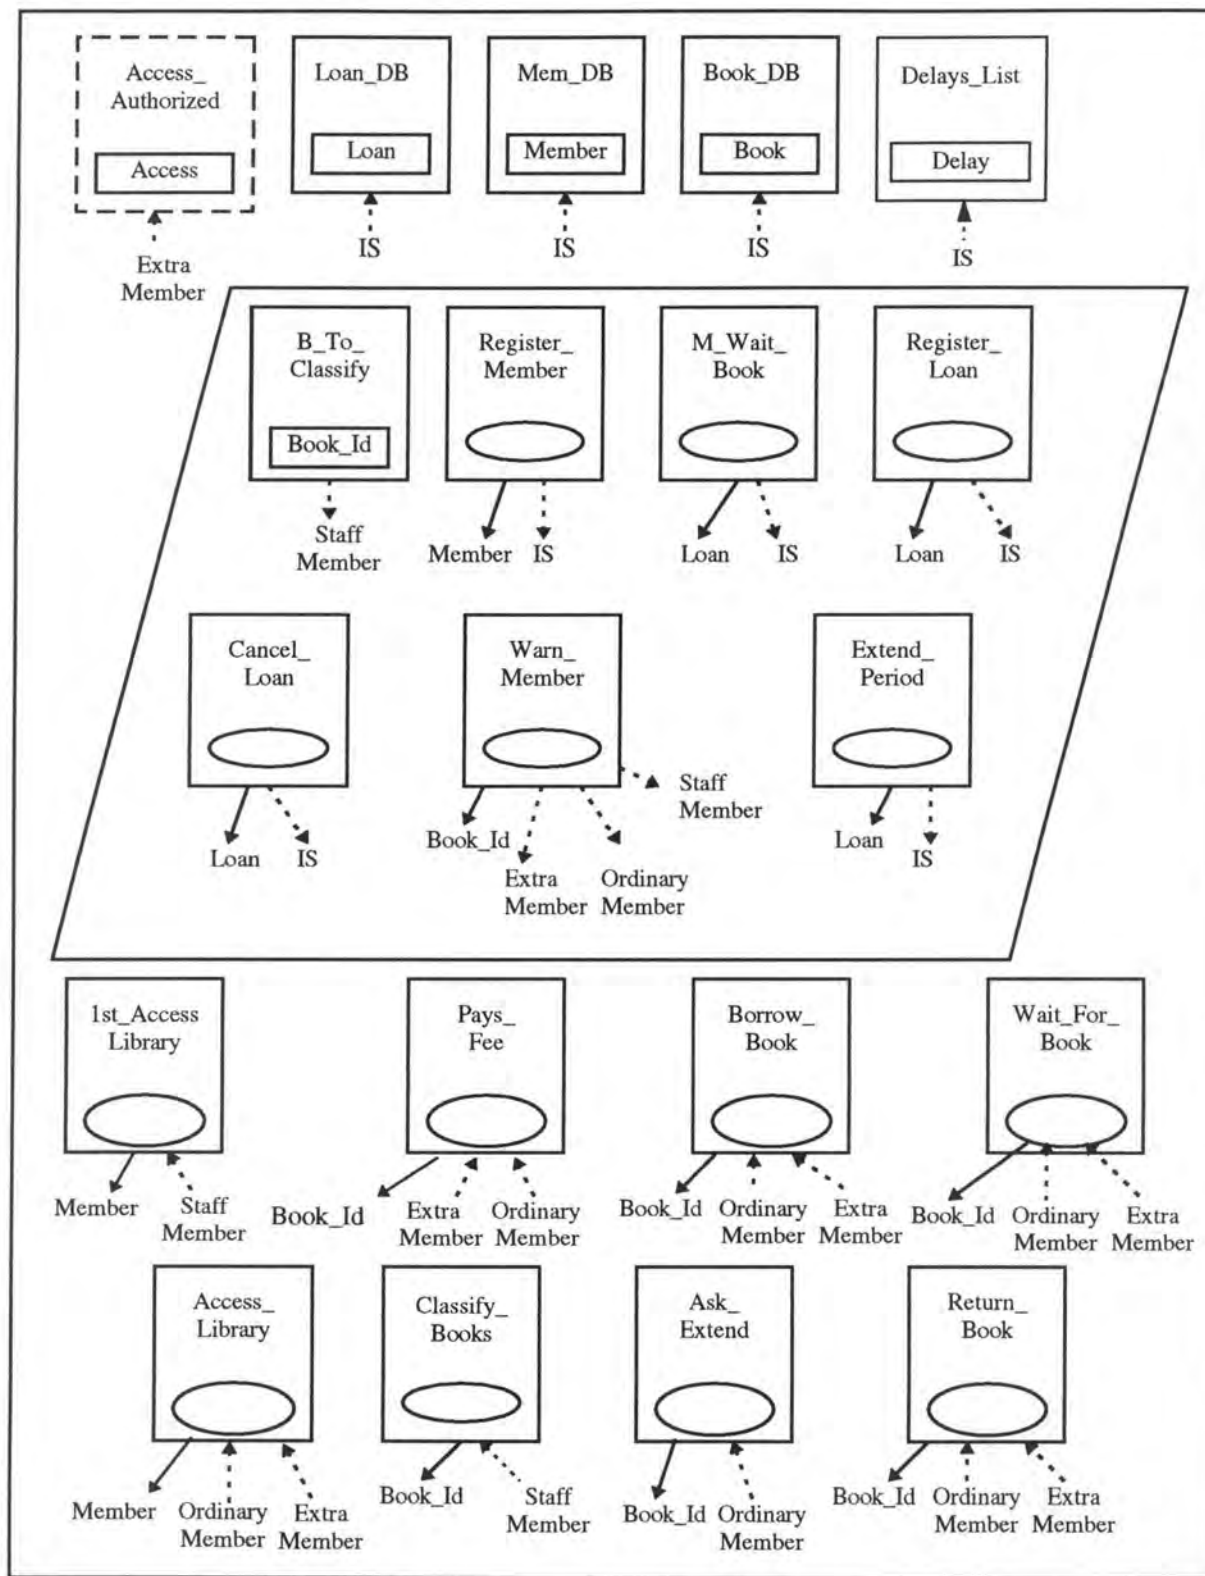 Access_
Authorized
Access
Extra
Member
Loan_DB
Loan
IS
Mem_DB
Member
IS
Book_DB
Book
IS
Delays_List
Delay
IS
B_To_
Classify
Book_Id
Staff
Member
Register_
Member
Member
IS
M_Wait_
Book
Loan
IS
Register_
Loan
Loan
IS
Cancel_
Loan
Loan
IS
Warn_
Member
Book_Id
Extra
Member
Ordinary
Member
Staff
Member
Extend_
Period
Loan
IS
1st_Access
Library
Member
Staff
Member
Pays_
Fee
Book_Id
Extra
Member
Ordinary
Member
Borrow_
Book
Book_Id
Ordinary
Member
Extra
Member
Wait_For_
Book
Book_Id
Ordinary
Member
Extra
Member
Access_
Library
Member
Ordinary
Member
Extra
Member
Classify_
Books
Book_Id
Staff
Member
Ask_
Extend
Book_Id
Ordinary
Member
Return_
Book
Book_Id
Ordinary
Member
Extra
Member